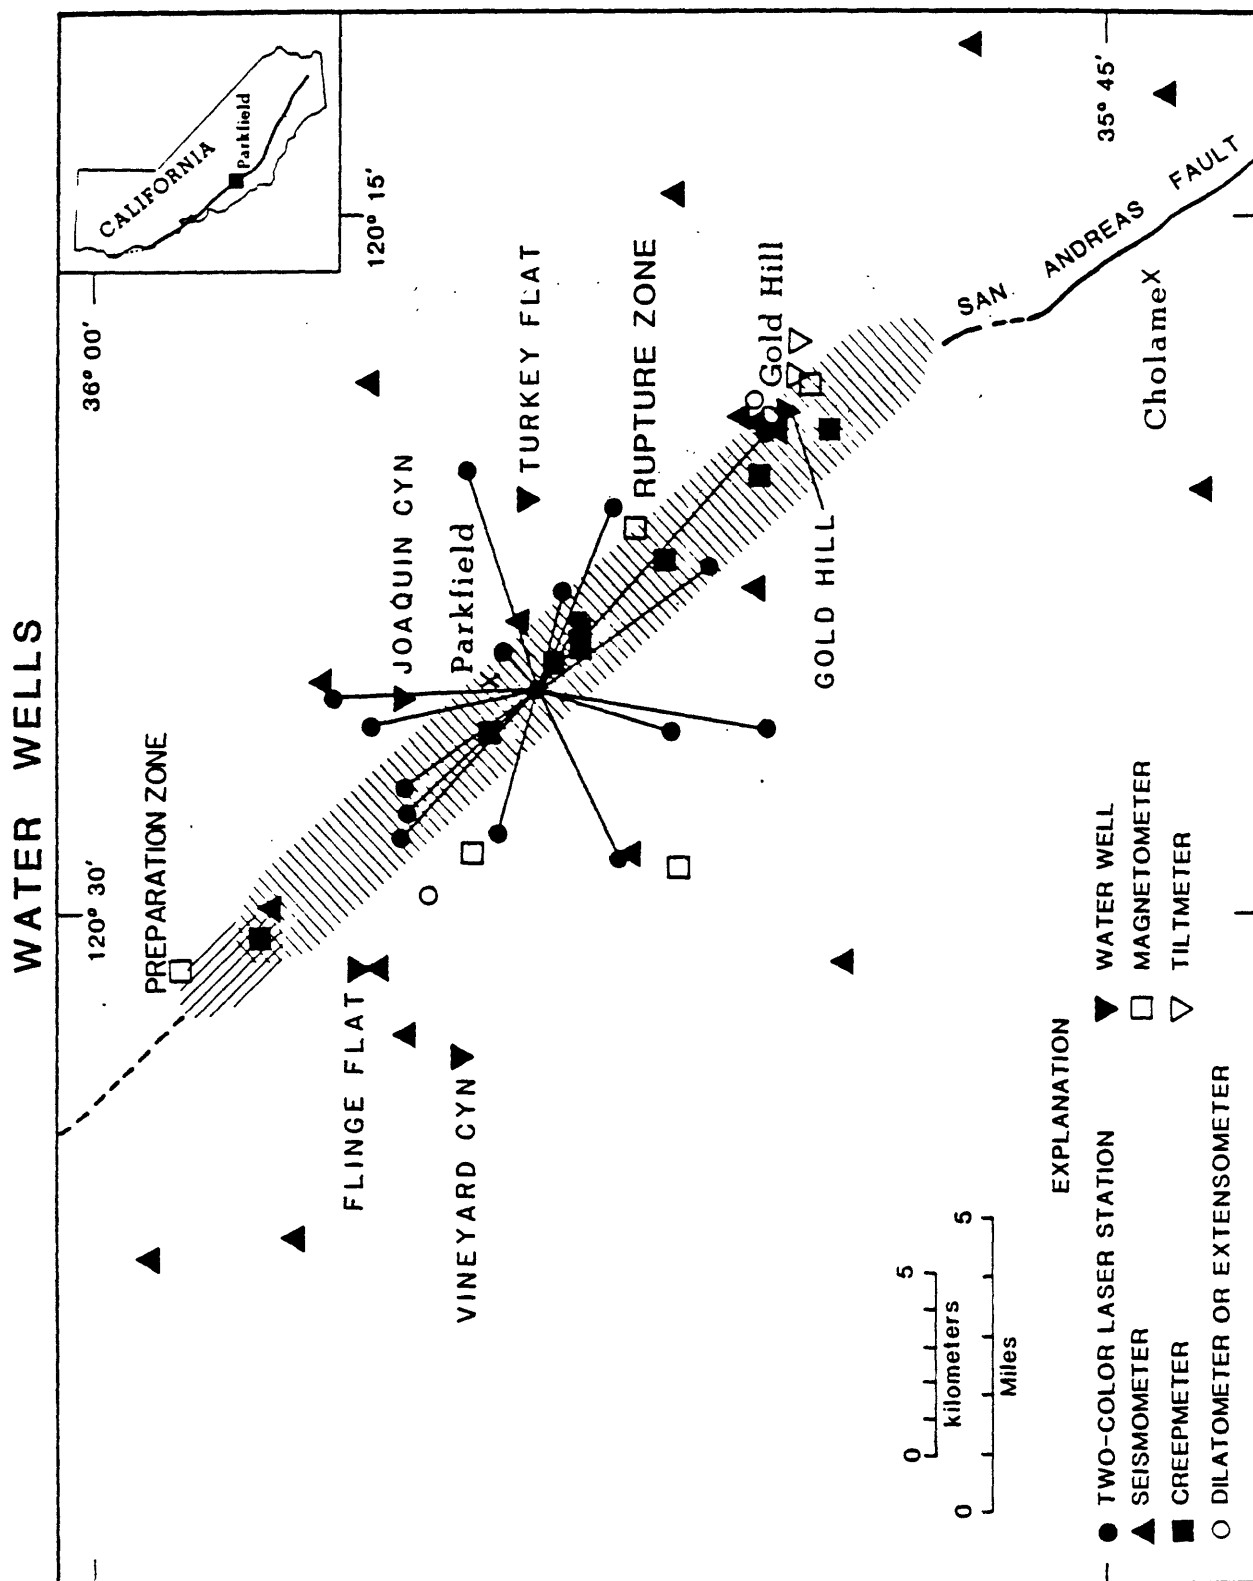 WATER WELLS
CALIFORNIA
Parkfield
36° 00'
120° 15'
120° 30'
35° 45'
PREPARATION ZONE
JOAQUIN CYN
Parkfield
X
TURKEY FLAT
RUPTURE ZONE
Gold Hill
GOLD HILL
FLINGE FLAT
VINEYARD CYN
SAN ANDREAS FAULT
Cholame X
0 5
kilometers
0 5
Miles
EXPLANATION
TWO-COLOR LASER STATION
SEISMOMETER
CREEPMETER
DILATOMETER OR EXTENSOMETER
WATER WELL
MAGNETOMETER
TILTMETER